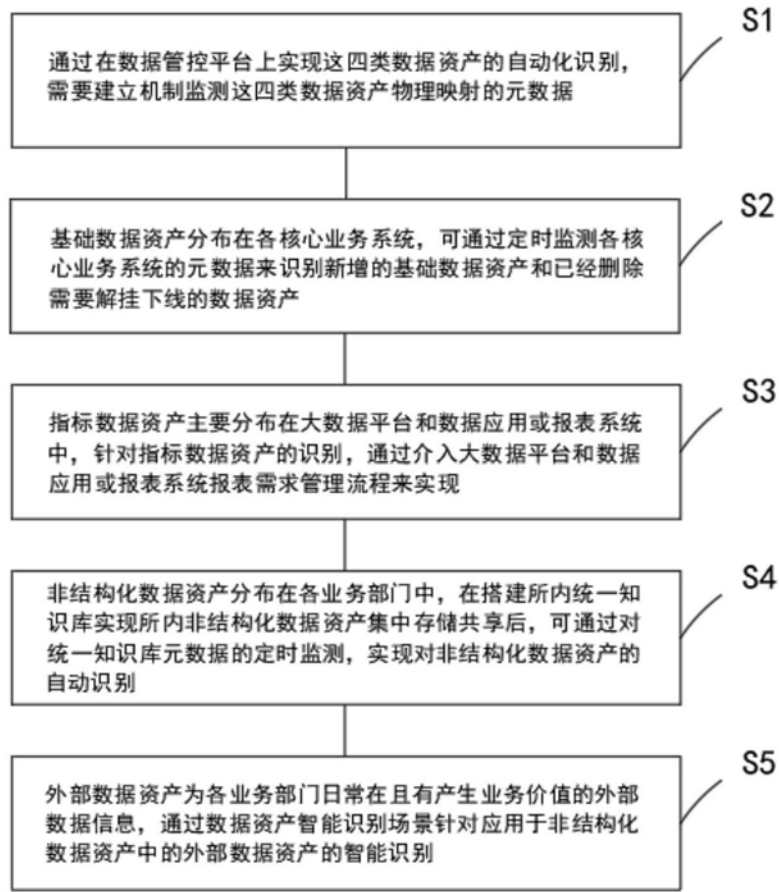 S1
通过在数据管控平台上实现这四类数据资产的自动化识别，
需要建立机制监测这四类数据资产物理映射的元数据
S2
基础数据资产分布在各核心业务系统，可通过定时监测各核
心业务系统的元数据来识别新增的基础数据资产和已经删除
需要解挂下线的数据资产
S3
指标数据资产主要分布在大数据平台和数据应用或报表系统
中，针对指标数据资产的识别，通过介入大数据平台和数据
应用或报表系统报表需求管理流程来实现
S4
非结构化数据资产分布在各业务部门中，在搭建所内统一知
识库实现所内非结构化数据资产集中存储共享后，可通过对
统一知识库元数据的定时监测，实现对非结构化数据资产的
自动识别
S5
外部数据资产为各业务部门日常在且有产生业务价值的外部
数据信息，通过数据资产智能识别场景针对应用于非结构化
数据资产中的外部数据资产的智能识别